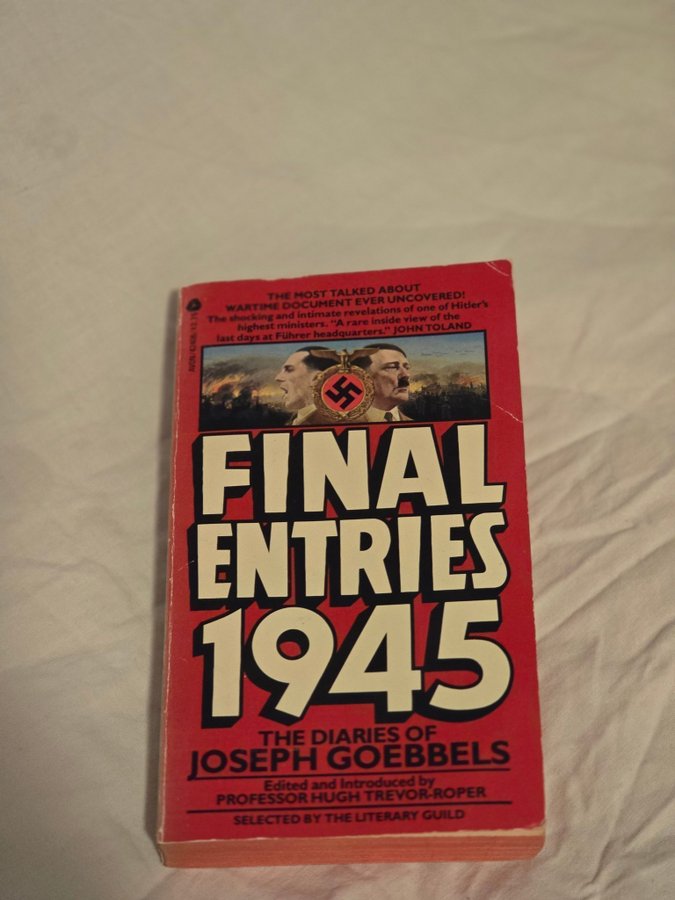 THE MOST TALKED ABOUT
WARTIME DOCUMENT EVER UNCOVERED!
The shocking and intimate revelations of one of Hitler's
highest ministers. "A rare inside view of the
last days at Führer headquarters." JOHN TOLAND
FINAL
ENTRIES
1945
THE DIARIES OF
JOSEPH GOEBBELS
Edited and Introduced by
PROFESSOR HUGH TREVOR-ROPER
SELECTED BY THE LITERARY GUILD